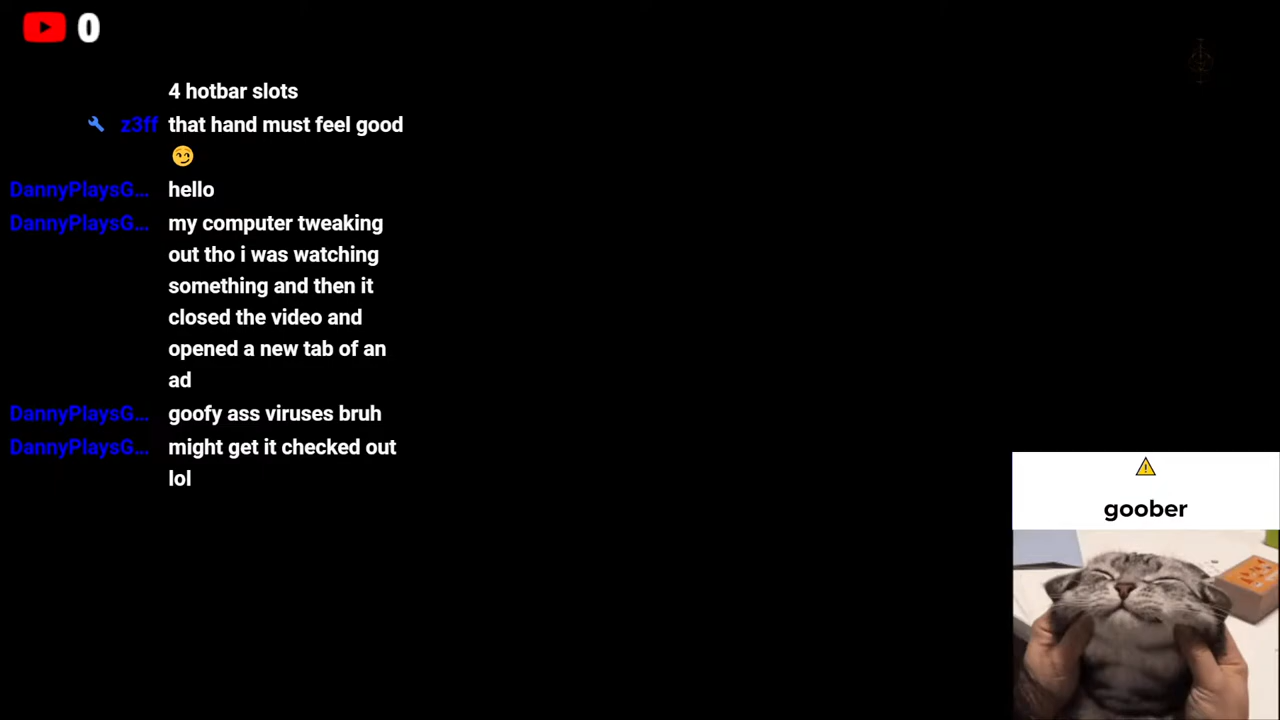 0
4 hotbar slots
z3ff that hand must feel good
😏
DannyPlaysG... hello
DannyPlaysG... my computer tweaking
out tho i was watching
something and then it
closed the video and
opened a new tab of an
ad
DannyPlaysG... goofy ass viruses bruh
DannyPlaysG... might get it checked out
lol
goober